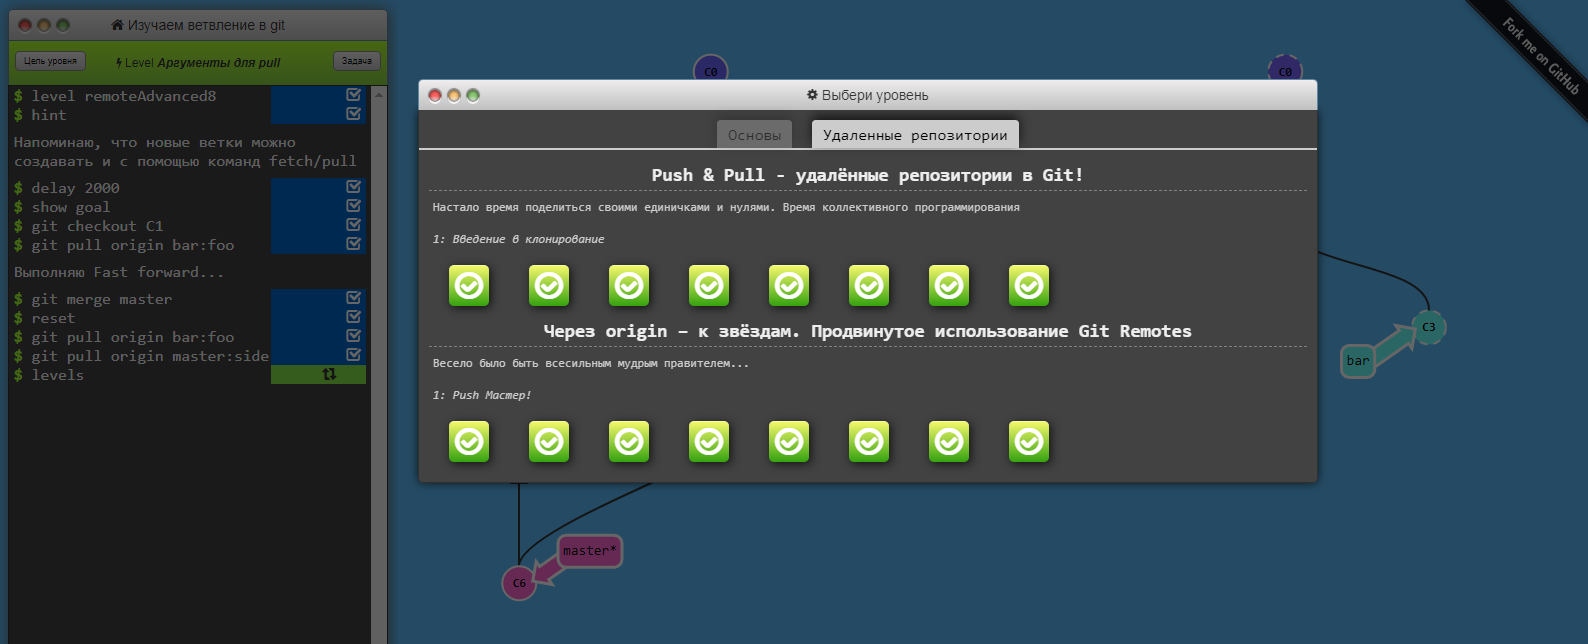 Изучаем ветвление в git
Цель уровня
Level Аргументы для pull
Задача
$ level remoteAdvanced8
$ hint
Напоминаю, что новые ветки можно
создавать и с помощью команд fetch/pull
$ delay 2000
$ show goal
$ git checkout C1
$ git pull origin bar:foo
Выполняю Fast forward...
$ git merge master
$ reset
$ git pull origin bar:foo
$ git pull origin master:side
$ levels
C0
C0
Fork me on GitHub
Выбери уровень
Основы
Удаленные репозитории
Push & Pull - удалённые репозитории в Git!
Настало время поделиться своими единичками и нулями. Время коллективного программирования
1: Введение в клонирование
Через origin – к звёздам. Продвинутое использование Git Remotes
Весело было быть всесильным мудрым правителем...
1: Push Мастер!
C3
bar
master*
C6